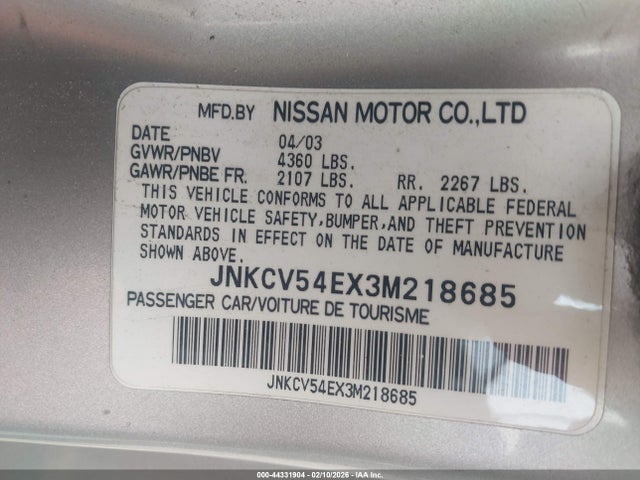 MFD.BY NISSAN MOTOR CO.,LTD
DATE 04/03
GVWR/PNBV 4360 LBS.
GAWR/PNBE FR. 2107 LBS. RR. 2267 LBS.
THIS VEHICLE CONFORMS TO ALL APPLICABLE FEDERAL
MOTOR VEHICLE SAFETY,BUMPER,AND THEFT PREVENTION
STANDARDS IN EFFECT ON THE DATE OF MANUFACTURE
SHOWN ABOVE.
JNKCV54EX3M218685
PASSENGER CAR/VOITURE DE TOURISME
JNKCV54EX3M218685
000-44331904 - 02/10/2026 - IAA Inc.